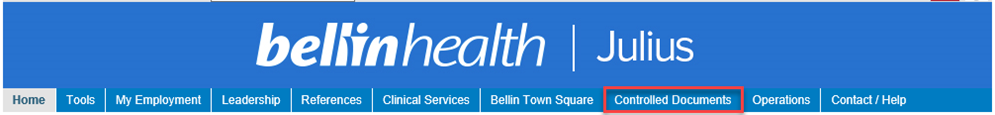 bellinhealth | Julius
Home Tools My Employment Leadership References Clinical Services Bellin Town Square Controlled Documents Operations Contact / Help